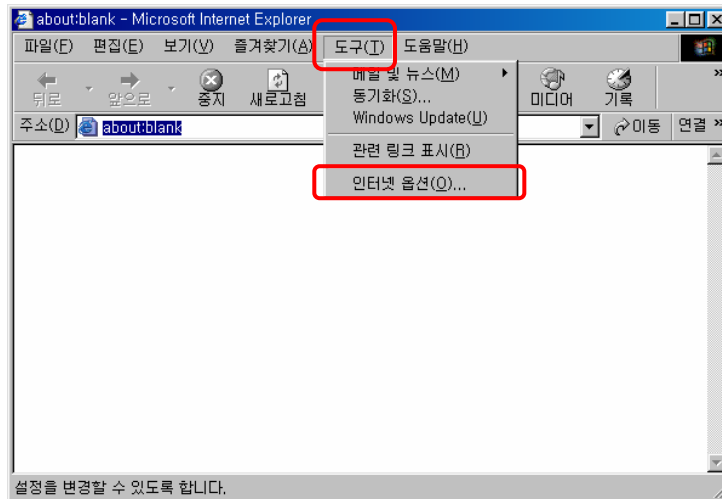 about:blank - Microsoft Internet Explorer
파일(F) 편집(E) 보기(V) 즐겨찾기(A) 도구(T) 도움말(H)
메일 및 뉴스(M)
동기화(S)...
Windows Update(U)
관련 링크 표시(R)
인터넷 옵션(O)...
뒤로 앞으로 중지 새로고침 미디어 기록 »
주소(D) about:blank 이동 연결 »
설정을 변경할 수 있도록 합니다.